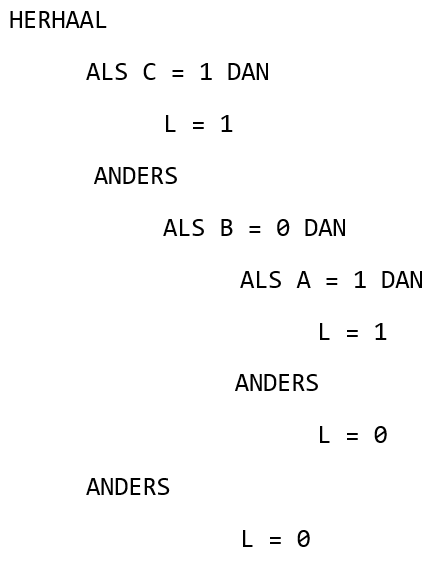 HERHAAL
ALS C = 1 DAN
L = 1
ANDERS
ALS B = 0 DAN
ALS A = 1 DAN
L = 1
ANDERS
L = 0
ANDERS
L = 0